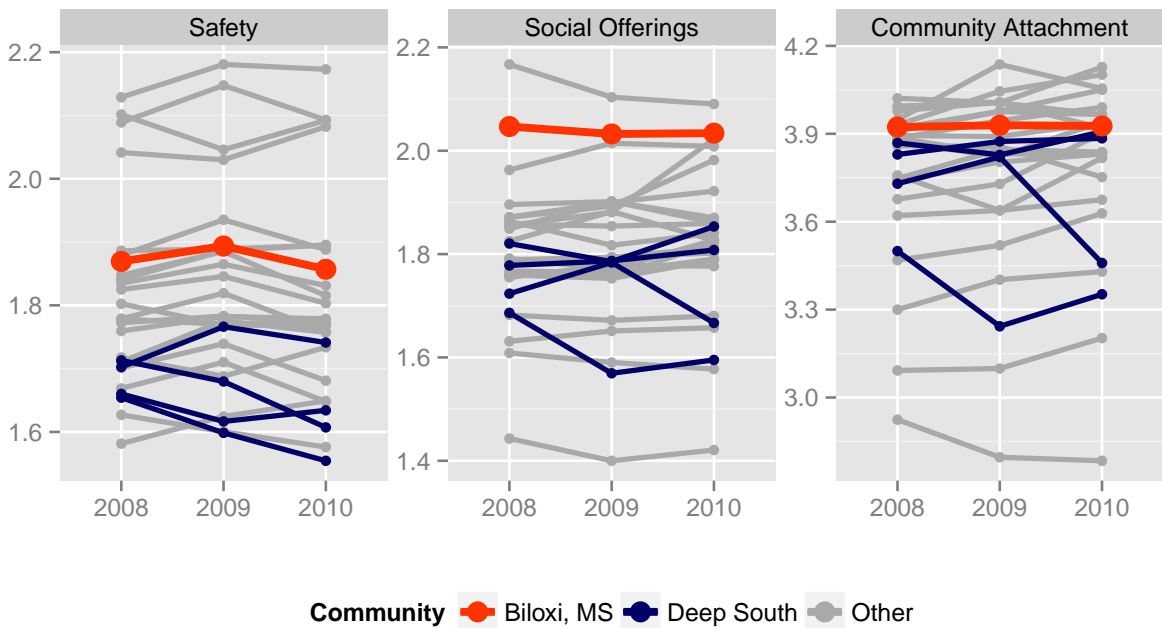 Safety
Social Offerings
Community Attachment
2.2
2.0
1.8
1.6
2.2
2.0
1.8
1.6
1.4
4.2
3.9
3.6
3.3
3.0
2008 2009 2010
2008 2009 2010
2008 2009 2010
Community Biloxi, MS Deep South Other